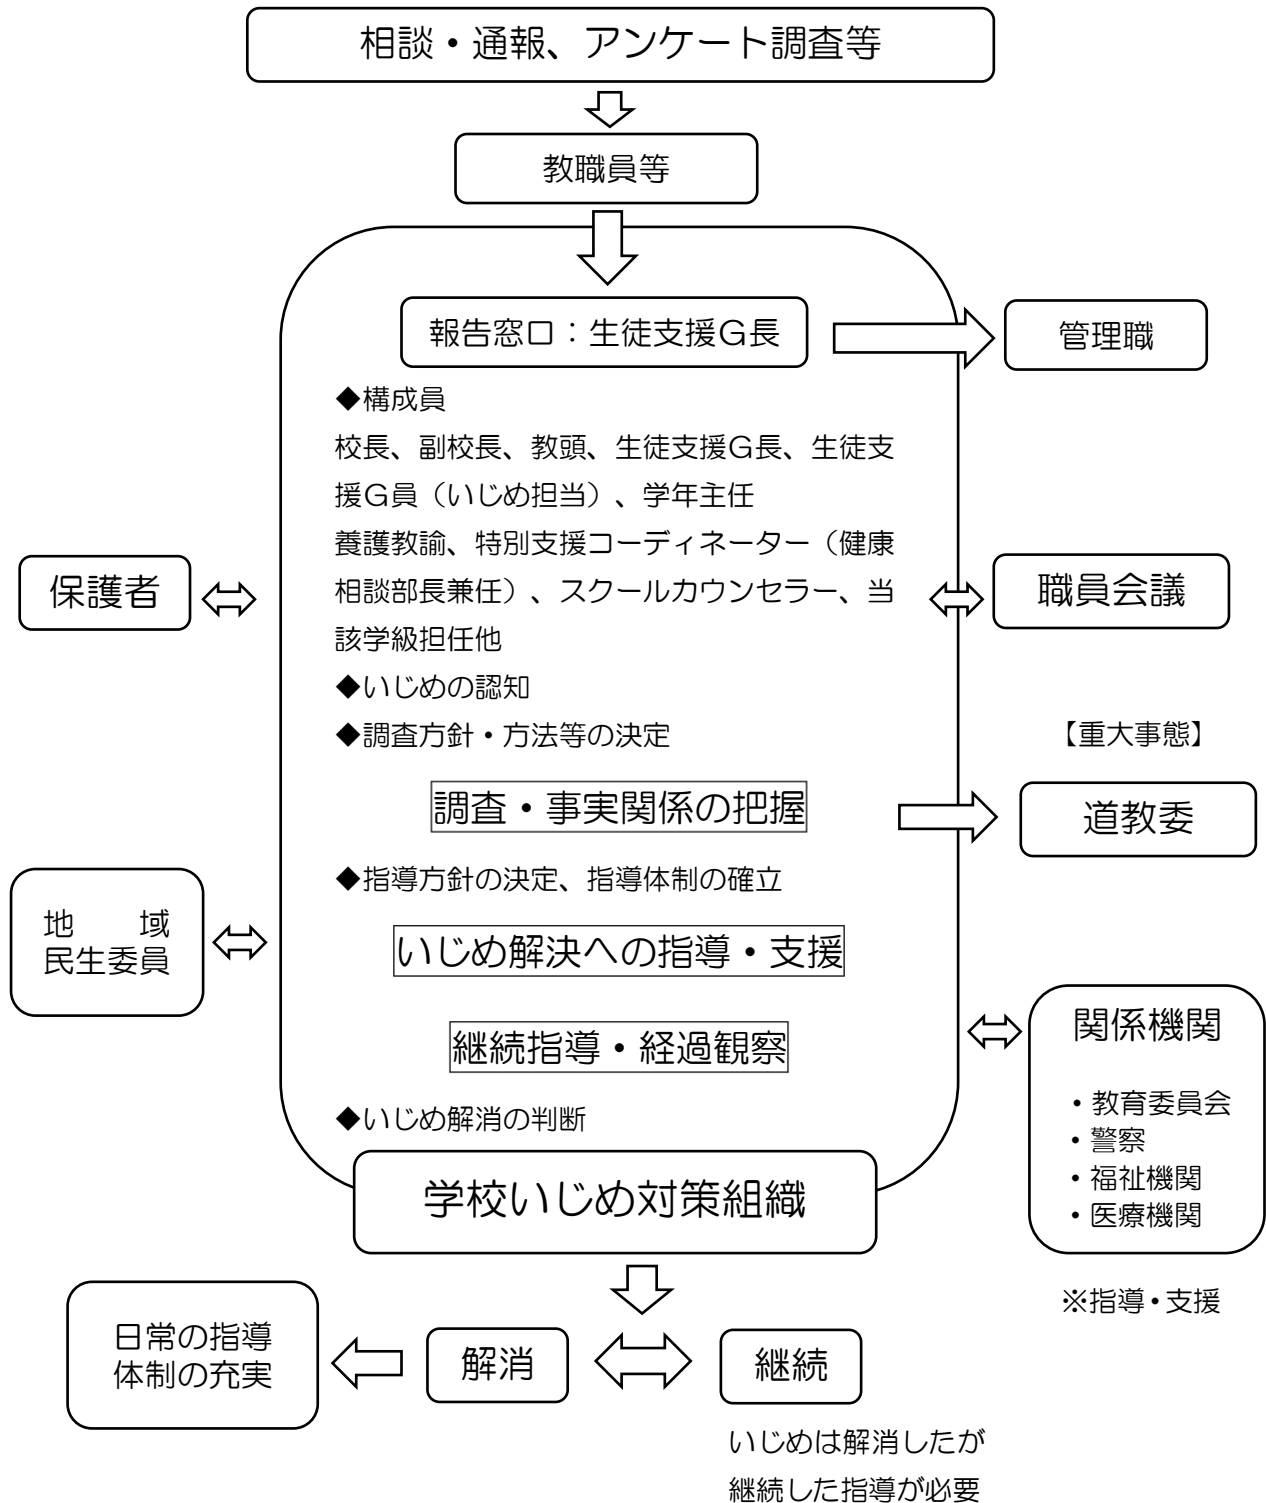 相談・通報、アンケート調査等
教職員等
報告窓口：生徒支援G長
管理職
◆構成員
校長、副校長、教頭、生徒支援G長、生徒支
援G員（いじめ担当）、学年主任
養護教諭、特別支援コーディネーター（健康
相談部長兼任）、スクールカウンセラー、当
該学級担任他
保護者
職員会議
◆いじめの認知
◆調査方針・方法等の決定
【重大事態】
調査・事実関係の把握
道教委
◆指導方針の決定、指導体制の確立
地　　域
民生委員
いじめ解決への指導・支援
継続指導・経過観察
関係機関
・教育委員会
・警察
・福祉機関
・医療機関
◆いじめ解消の判断
学校いじめ対策組織
※指導・支援
日常の指導
体制の充実
解消
継続
いじめは解消したが
継続した指導が必要